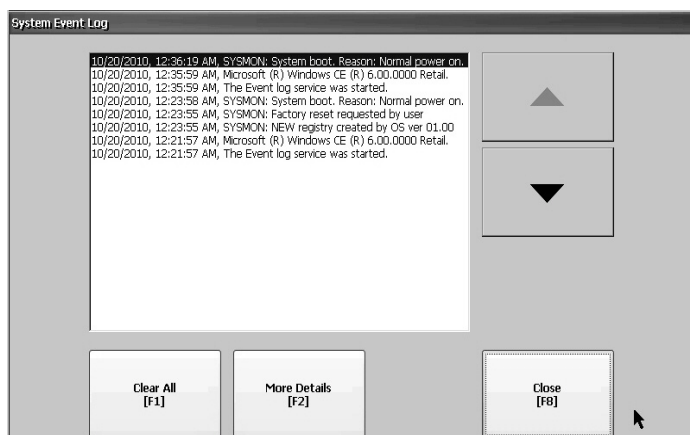 System Event Log
10/20/2010, 12:36:19 AM, SYSMON: System boot. Reason: Normal power on.
10/20/2010, 12:35:59 AM, Microsoft (R) Windows CE (R) 6.00.0000 Retail.
10/20/2010, 12:35:59 AM, The Event log service was started.
10/20/2010, 12:23:58 AM, SYSMON: System boot. Reason: Normal power on.
10/20/2010, 12:23:55 AM, SYSMON: Factory reset requested by user
10/20/2010, 12:23:55 AM, SYSMON: NEW registry created by OS ver 01.00
10/20/2010, 12:21:57 AM, Microsoft (R) Windows CE (R) 6.00.0000 Retail.
10/20/2010, 12:21:57 AM, The Event log service was started.
Clear All
[F1]
More Details
[F2]
Close
[F8]